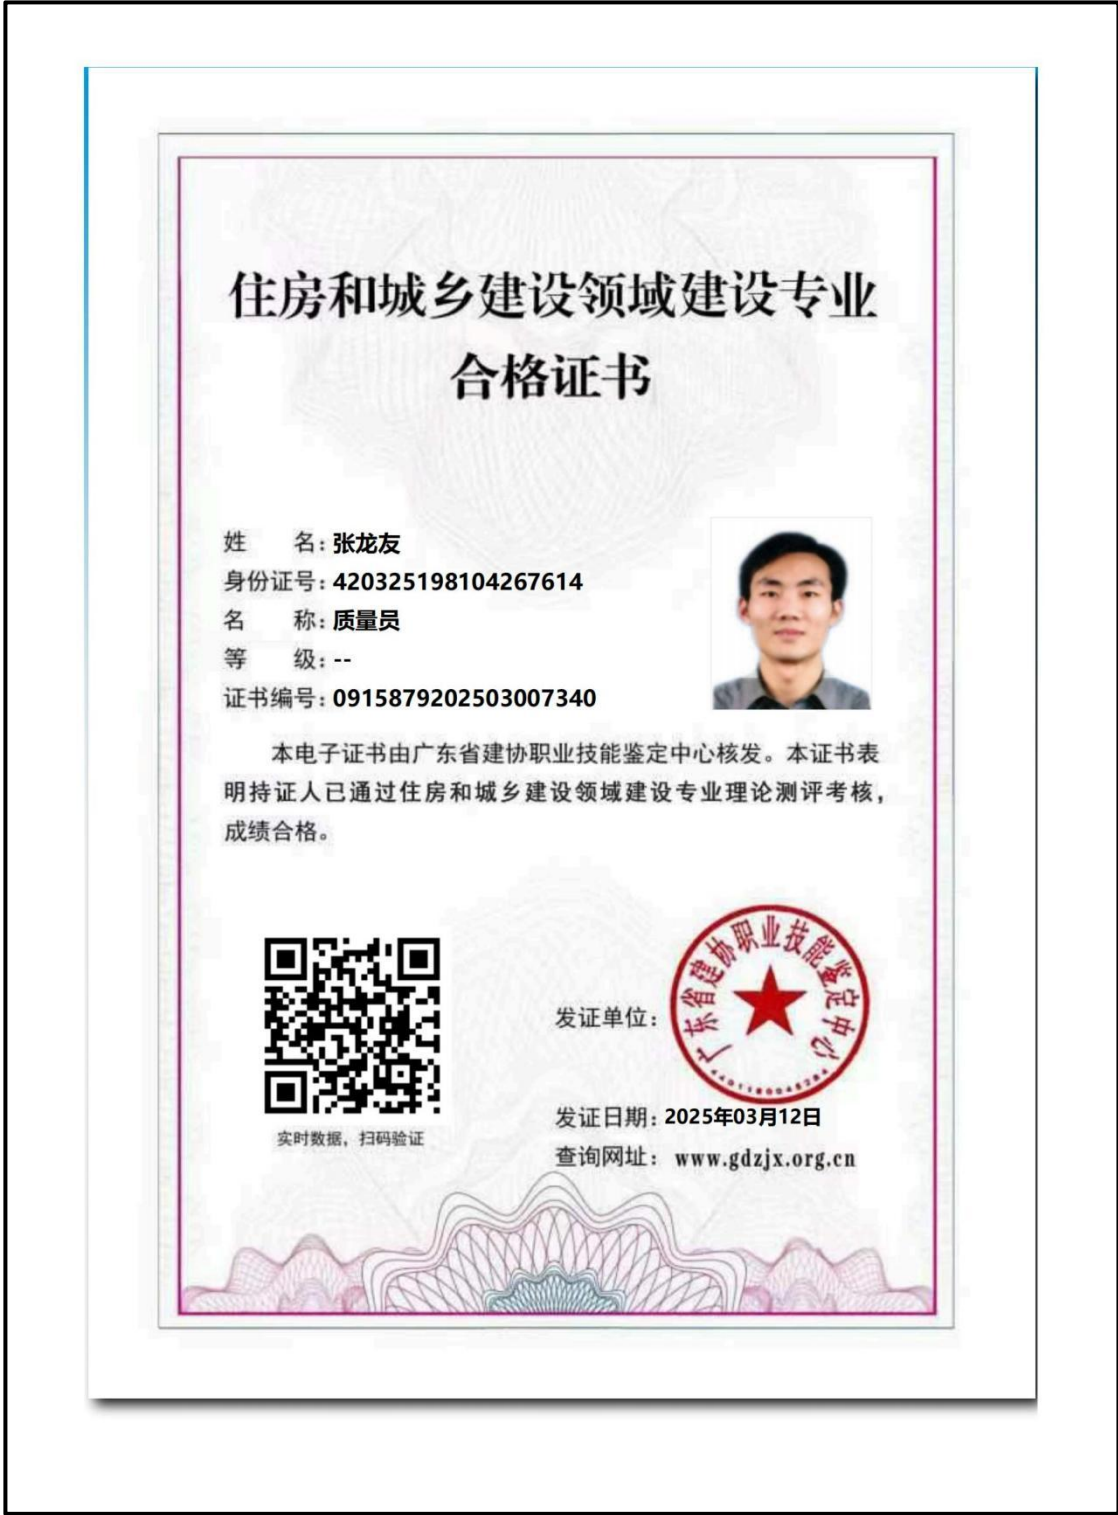 住房和城乡建设领域建设专业
合格证书
姓 名：张龙友
身份证号：420325198104267614
名 称：质量员
等 级：--
证书编号：0915879202503007340
本电子证书由广东省建协职业技能鉴定中心核发。本证书表
明持证人已通过住房和城乡建设领域建设专业理论测评考核，
成绩合格。
广东省建协职业技能鉴定中心
发证单位：
发证日期：2025年03月12日
实时数据，扫码验证
查询网址：www.gdzjx.org.cn